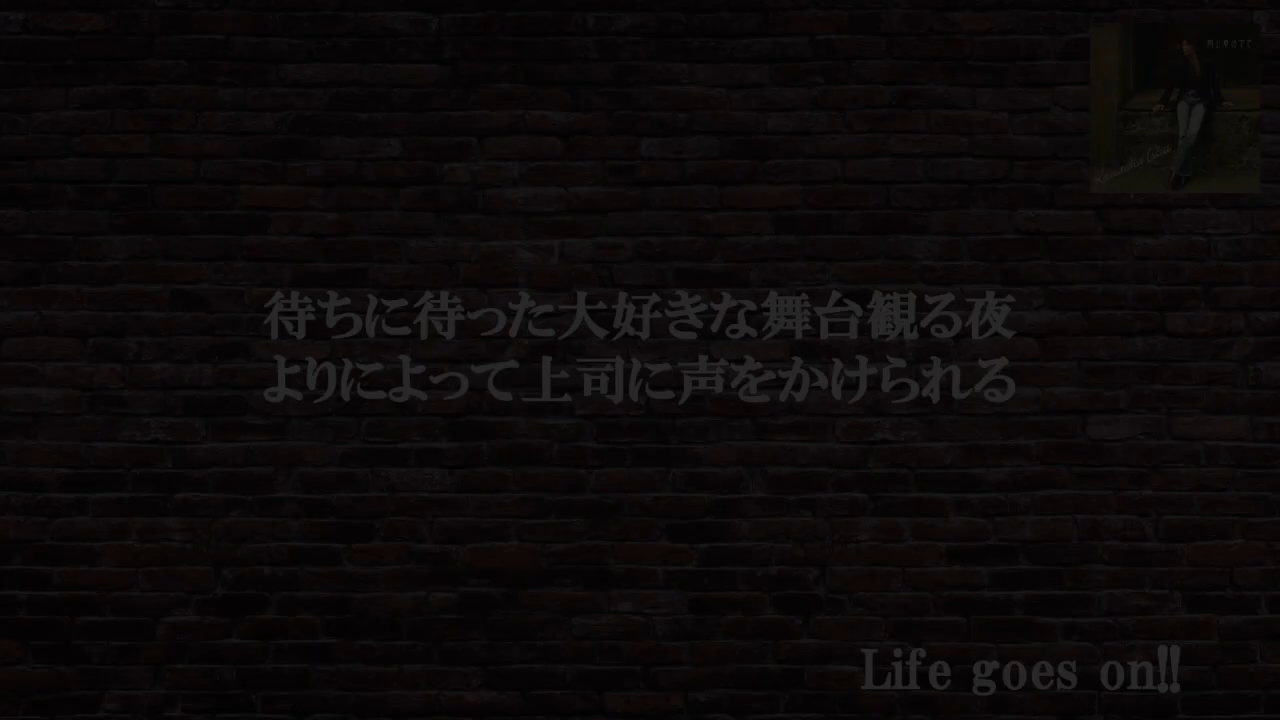 待ちに待った大好きな舞台観る夜
よりによって上司に声をかけられる
Life goes on!!